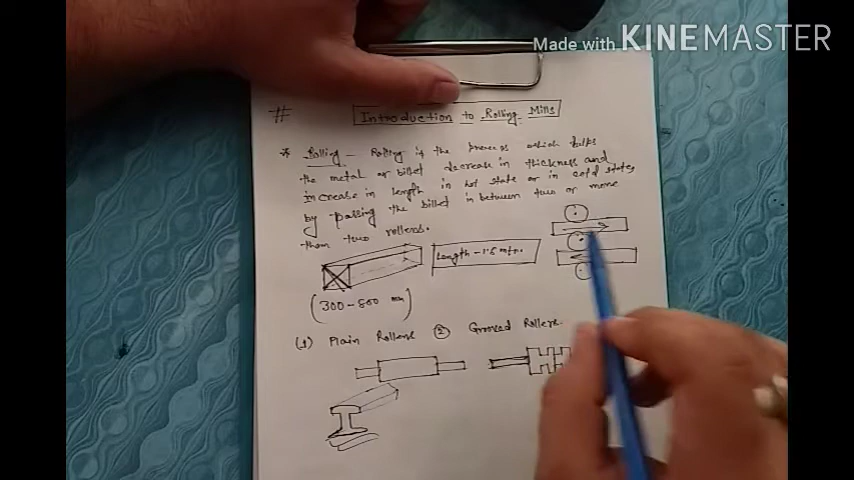 Made with KINEMASTER
# Introduction to Rolling Mills
* Rolling - Rolling is the process which helps
the metal or billet decrease in thickness and
increase in length in hot state or in cold states
by passing the billet in between two or more
than two rollers.
Length - 1.5 mtr.
(300-500 mm)
(1) Plain Rollers (2) Grooved Rollers.